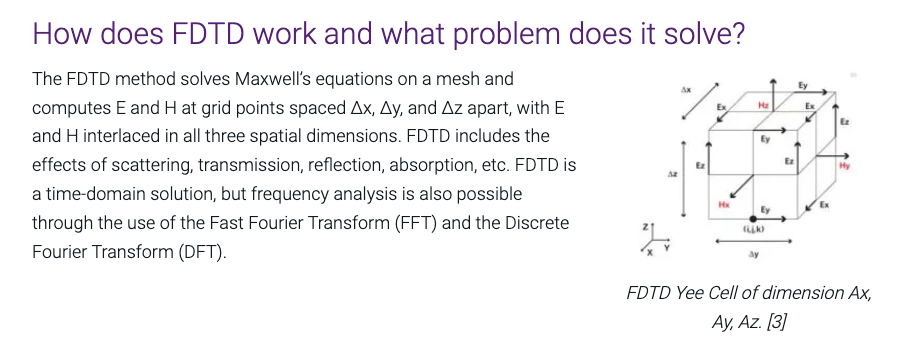 How does FDTD work and what problem does it solve?
The FDTD method solves Maxwell's equations on a mesh and
computes E and H at grid points spaced Δx, Δy, and Δz apart, with E
and H interlaced in all three spatial dimensions. FDTD includes the
effects of scattering, transmission, reflection, absorption, etc. FDTD is
a time-domain solution, but frequency analysis is also possible
through the use of the Fast Fourier Transform (FFT) and the Discrete
Fourier Transform (DFT).
Δx
Ey
Ex
Hz
Ex
Ez
Ey
Ez
Ez
Hy
Δz
Hx
Ey
Ex
(i,j,k)
Z
Y
X
Δy
FDTD Yee Cell of dimension Ax,
Ay, Az. [3]